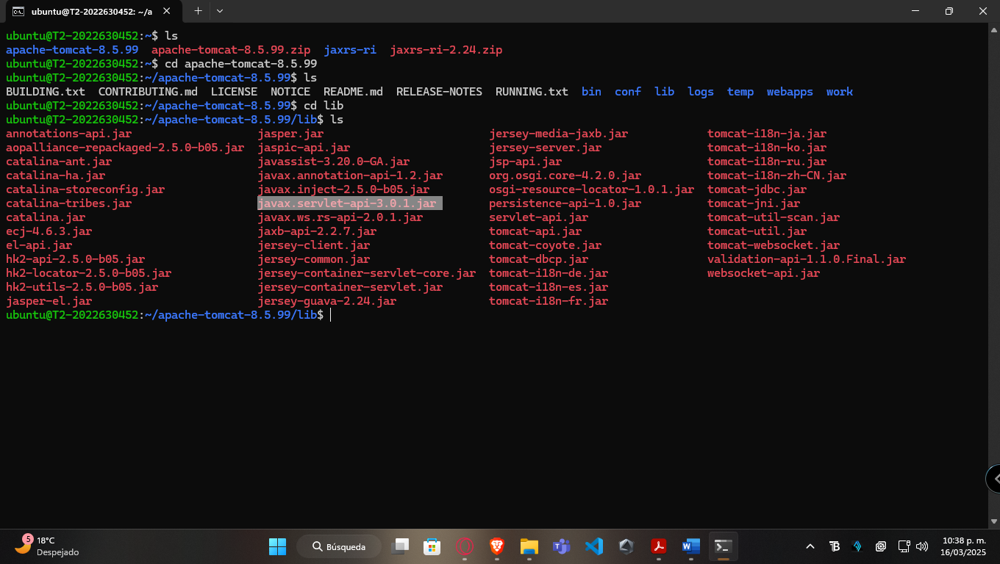 ubuntu@T2-2022630452: ~/a
ubuntu@T2-2022630452:~$ ls
apache-tomcat-8.5.99  apache-tomcat-8.5.99.zip  jaxrs-ri  jaxrs-ri-2.24.zip
ubuntu@T2-2022630452:~$ cd apache-tomcat-8.5.99
ubuntu@T2-2022630452:~/apache-tomcat-8.5.99$ ls
BUILDING.txt  CONTRIBUTING.md  LICENSE  NOTICE  README.md  RELEASE-NOTES  RUNNING.txt  bin  conf  lib  logs  temp  webapps  work
ubuntu@T2-2022630452:~/apache-tomcat-8.5.99$ cd lib
ubuntu@T2-2022630452:~/apache-tomcat-8.5.99/lib$ ls
annotations-api.jar  jasper.jar  jersey-media-jaxb.jar  tomcat-i18n-ja.jar
aopalliance-repackaged-2.5.0-b05.jar  jaspic-api.jar  jersey-server.jar  tomcat-i18n-ko.jar
catalina-ant.jar  javassist-3.20.0-GA.jar  jsp-api.jar  tomcat-i18n-ru.jar
catalina-ha.jar  javax.annotation-api-1.2.jar  org.osgi.core-4.2.0.jar  tomcat-i18n-zh-CN.jar
catalina-storeconfig.jar  javax.inject-2.5.0-b05.jar  osgi-resource-locator-1.0.1.jar  tomcat-jdbc.jar
catalina-tribes.jar  javax.servlet-api-3.0.1.jar  persistence-api-1.0.jar  tomcat-jni.jar
catalina.jar  javax.ws.rs-api-2.0.1.jar  servlet-api.jar  tomcat-util-scan.jar
ecj-4.6.3.jar  jaxb-api-2.2.7.jar  tomcat-api.jar  tomcat-util.jar
el-api.jar  jersey-client.jar  tomcat-coyote.jar  tomcat-websocket.jar
hk2-api-2.5.0-b05.jar  jersey-common.jar  tomcat-dbcp.jar  validation-api-1.1.0.Final.jar
hk2-locator-2.5.0-b05.jar  jersey-container-servlet-core.jar  tomcat-i18n-de.jar  websocket-api.jar
hk2-utils-2.5.0-b05.jar  jersey-container-servlet.jar  tomcat-i18n-es.jar
jasper-el.jar  jersey-guava-2.24.jar  tomcat-i18n-fr.jar
ubuntu@T2-2022630452:~/apache-tomcat-8.5.99/lib$
5
18°C
Despejado
Búsqueda
10:38 p. m.
16/03/2025